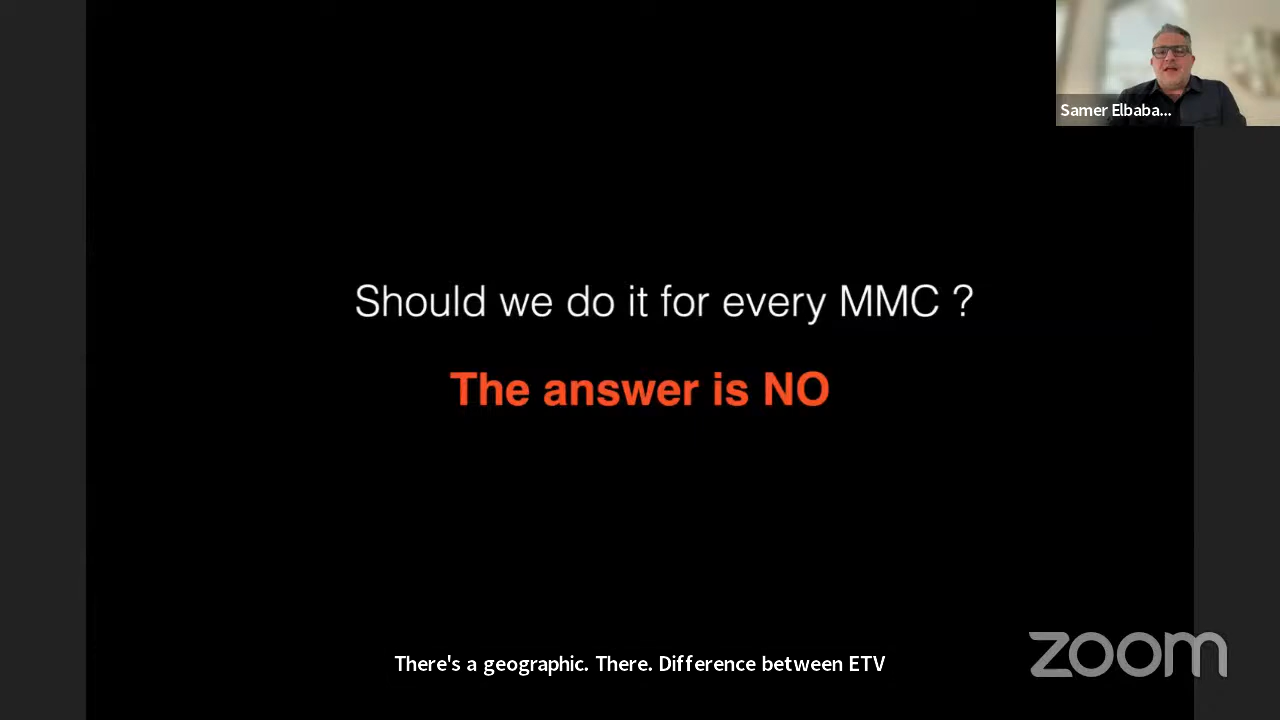 Samer Elbaba...
Should we do it for every MMC ?
The answer is NO
There's a geographic. There. Difference between ETV
zoom